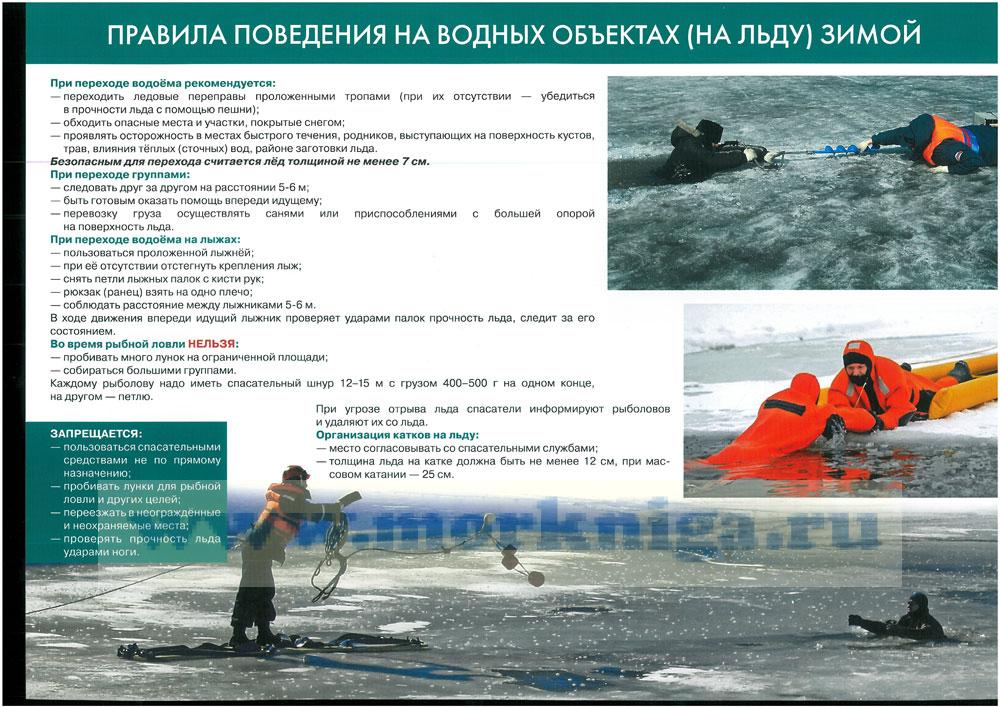 ПРАВИЛА ПОВЕДЕНИЯ НА ВОДНЫХ ОБЪЕКТАХ (НА ЛЬДУ) ЗИМОЙ
При переходе водоёма рекомендуется:
— переходить ледовые переправы проложенными тропами (при их отсутствии — убедиться
в прочности льда с помощью пешни);
— обходить опасные места и участки, покрытые снегом;
— проявлять осторожность в местах быстрого течения, родников, выступающих на поверхность кустов,
трав, влияния тёплых (сточных) вод, районе заготовки льда.
Безопасным для перехода считается лёд толщиной не менее 7 см.
При переходе группами:
— следовать друг за другом на расстоянии 5-6 м;
— быть готовым оказать помощь впереди идущему;
— перевозку груза осуществлять санями или приспособлениями с большей опорой
на поверхность льда.
При переходе водоёма на лыжах:
— пользоваться проложенной лыжнёй;
— при её отсутствии отстегнуть крепления лыж;
— снять петли лыжных палок с кисти рук;
— рюкзак (ранец) взять на одно плечо;
— соблюдать расстояние между лыжниками 5-6 м.
В ходе движения впереди идущий лыжник проверяет ударами палок прочность льда, следит за его
состоянием.
Во время рыбной ловли НЕЛЬЗЯ:
— пробивать много лунок на ограниченной площади;
— собираться большими группами.
Каждому рыболову надо иметь спасательный шнур 12–15 м с грузом 400–500 г на одном конце,
на другом — петлю.
При угрозе отрыва льда спасатели информируют рыболовов
и удаляют их со льда.
Организация катков на льду:
— место согласовывать со спасательными службами;
— толщина льда на катке должна быть не менее 12 см, при мас-
совом катании — 25 см.
ЗАПРЕЩАЕТСЯ:
— пользоваться спасательными
средствами не по прямому
назначению;
— пробивать лунки для рыбной
ловли и других целей;
— переезжать в неограждённые
и неохраняемые места;
— проверять прочность льда
ударами ноги.
www.morkniga.ru